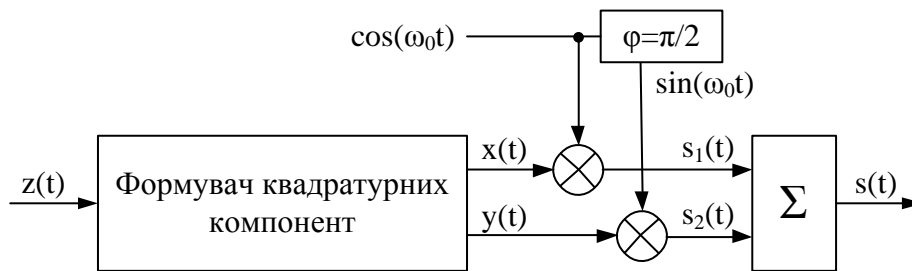 cos(ω₀t)
φ=π/2
sin(ω₀t)
z(t)
Формувач квадратурних
компонент
x(t)
s₁(t)
y(t)
s₂(t)
Σ
s(t)